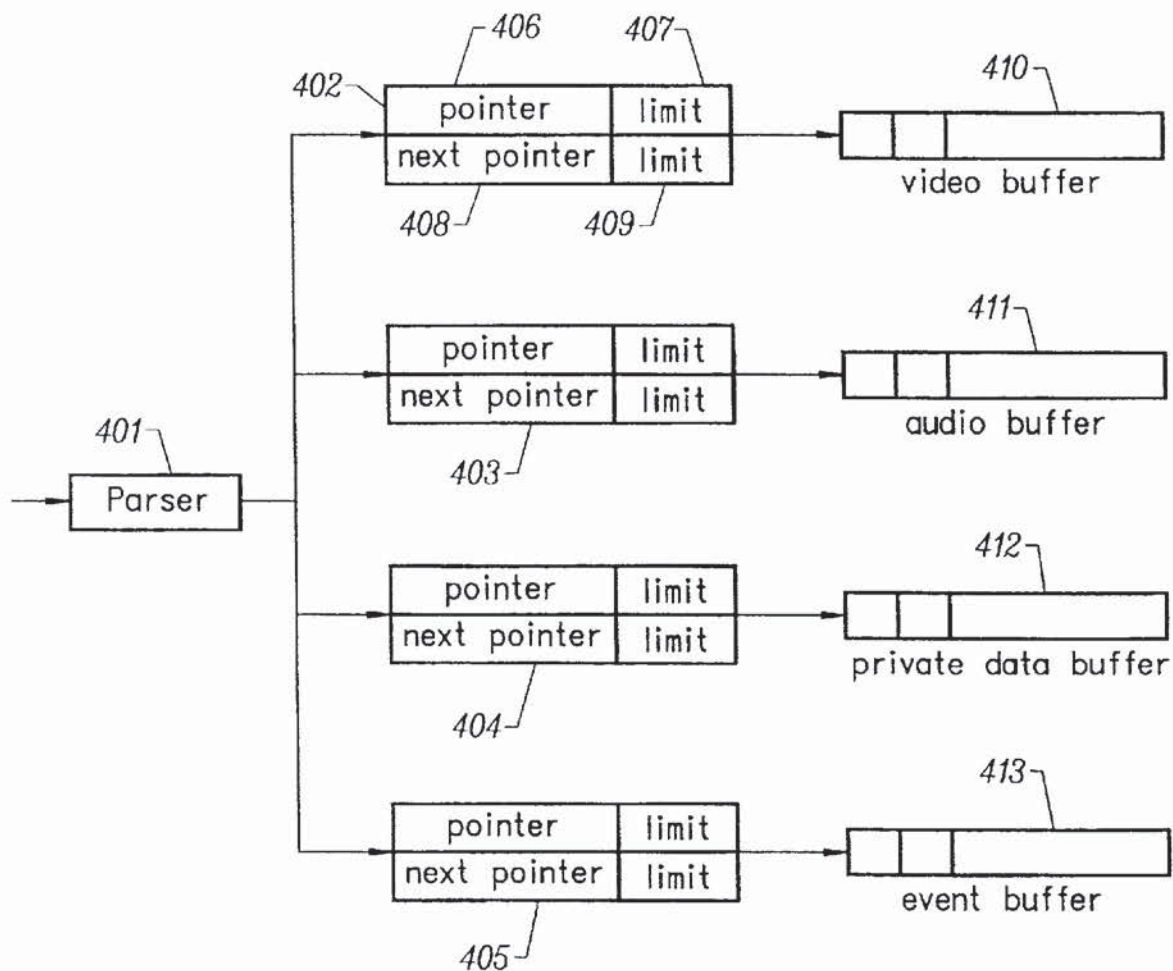 406 407
402 410
pointer limit
next pointer limit
video buffer
408 409
411
pointer limit
next pointer limit
audio buffer
401
403
Parser
412
pointer limit
next pointer limit
private data buffer
404
413
pointer limit
next pointer limit
event buffer
405